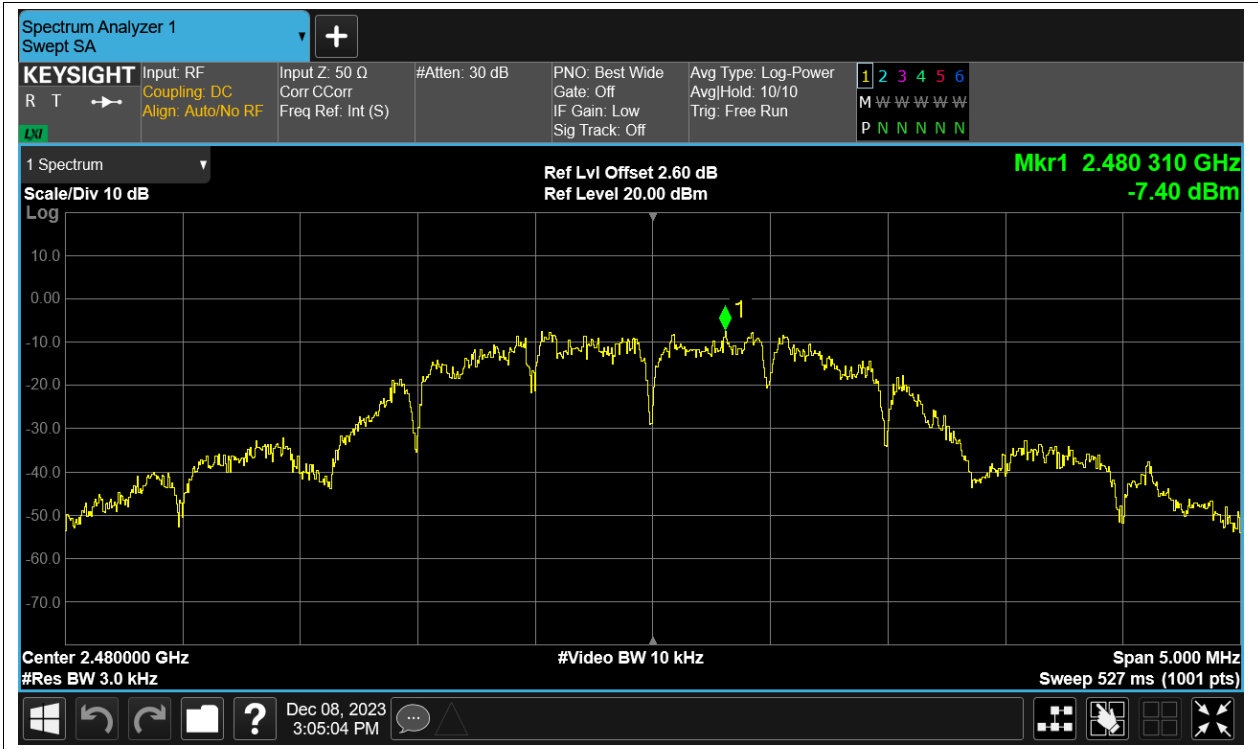 Spectrum Analyzer 1
Swept SA
KEYSIGHT
R T
LXI
Input: RF
Coupling: DC
Align: Auto/No RF
Input Z: 50 Ω
Corr CCorr
Freq Ref: Int (S)
#Atten: 30 dB
PNO: Best Wide
Gate: Off
IF Gain: Low
Sig Track: Off
Avg Type: Log-Power
Avg|Hold: 10/10
Trig: Free Run
1 2 3 4 5 6
M W W W W W
P N N N N N
1 Spectrum
Scale/Div 10 dB
Ref Lvl Offset 2.60 dB
Ref Level 20.00 dBm
Mkr1 2.480 310 GHz
-7.40 dBm
Log
10.0
0.00
-10.0
-20.0
-30.0
-40.0
-50.0
-60.0
-70.0
1
Center 2.480000 GHz
#Video BW 10 kHz
Span 5.000 MHz
#Res BW 3.0 kHz
Sweep 527 ms (1001 pts)
?
Dec 08, 2023
3:05:04 PM